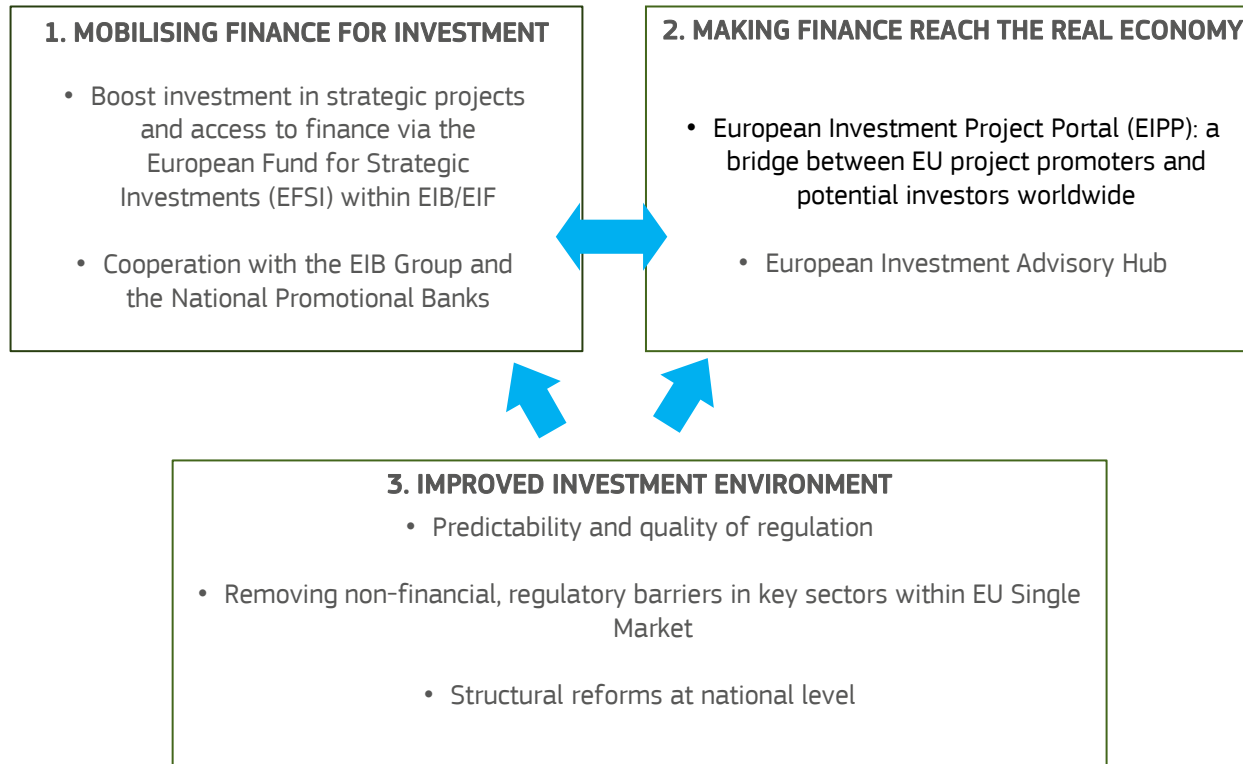 1. MOBILISING FINANCE FOR INVESTMENT
• Boost investment in strategic projects
and access to finance via the
European Fund for Strategic
Investments (EFSI) within EIB/EIF
• Cooperation with the EIB Group and
the National Promotional Banks
2. MAKING FINANCE REACH THE REAL ECONOMY
• European Investment Project Portal (EIPP): a
bridge between EU project promoters and
potential investors worldwide
• European Investment Advisory Hub
3. IMPROVED INVESTMENT ENVIRONMENT
• Predictability and quality of regulation
• Removing non-financial, regulatory barriers in key sectors within EU Single
Market
• Structural reforms at national level